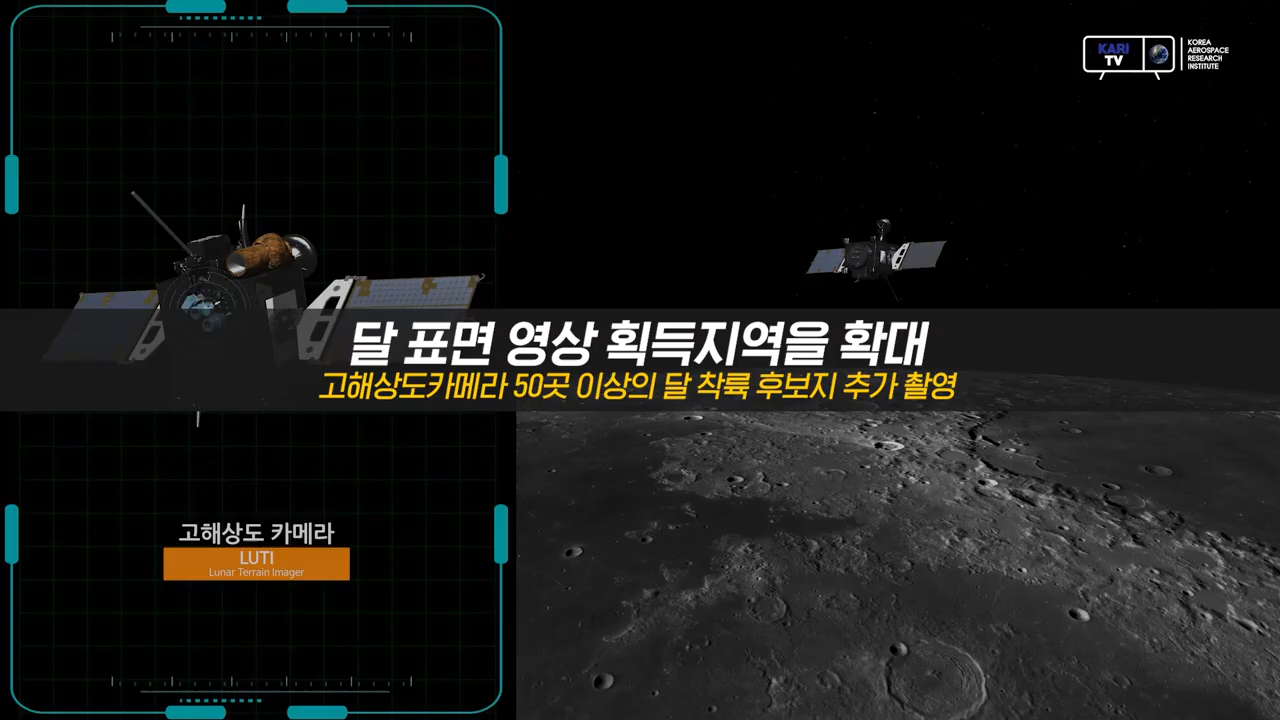 KARI
TV
KOREA
AEROSPACE
RESEARCH
INSTITUTE
달 표면 영상 획득지역을 확대
고해상도카메라 50곳 이상의 달 착륙 후보지 추가 촬영
고해상도 카메라
LUTI
Lunar Terrain Imager